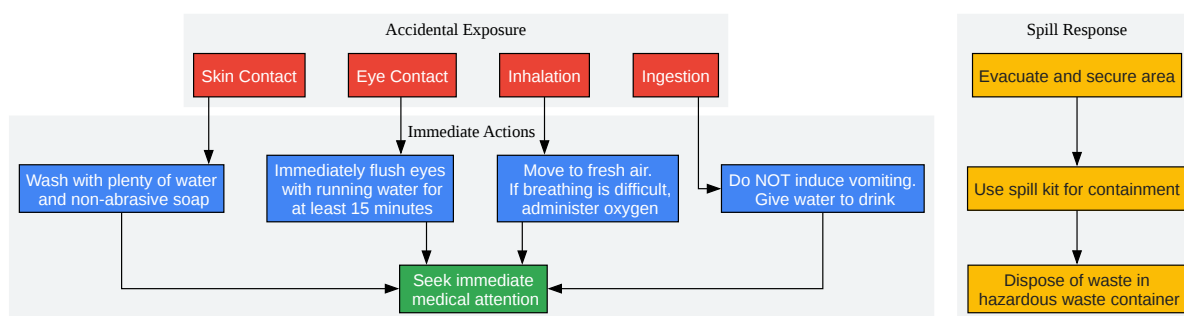 Accidental Exposure
Skin Contact
Eye Contact
Inhalation
Ingestion
Immediate Actions
Wash with plenty of water
and non-abrasive soap
Immediately flush eyes
with running water for
at least 15 minutes
Move to fresh air.
If breathing is difficult,
administer oxygen
Do NOT induce vomiting.
Give water to drink
Seek immediate
medical attention
Spill Response
Evacuate and secure area
Use spill kit for containment
Dispose of waste in
hazardous waste container